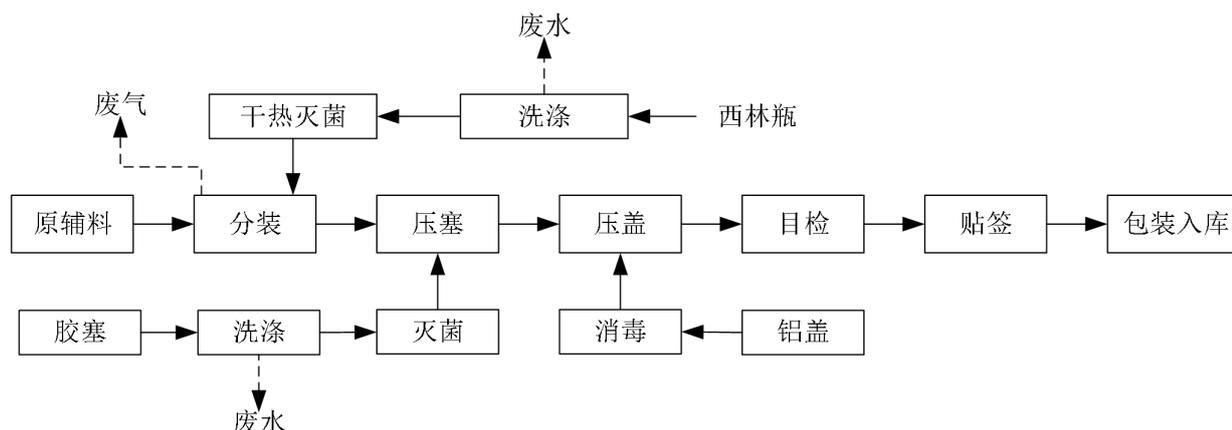 废水
废气
干热灭菌
洗涤
西林瓶
原辅料
分装
压塞
压盖
目检
贴签
包装入库
胶塞
洗涤
灭菌
消毒
铝盖
废水